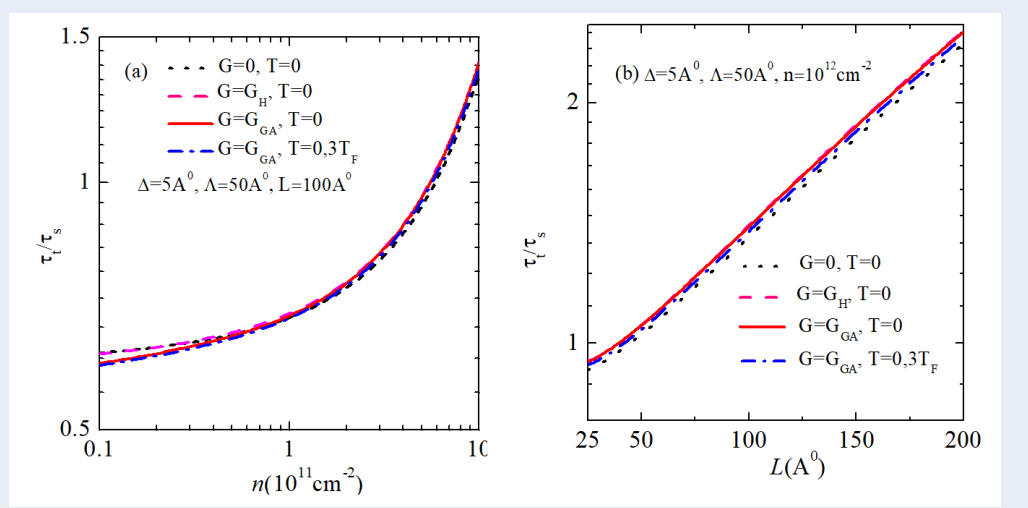 1.5
(a)
G=0, T=0
G=G_H, T=0
G=G_GA, T=0
G=G_GA, T=0,3T_F
Δ=5A^0, Λ=50A^0, L=100A^0
1
τ_t/τ_s
0.5
0.1
1
10
n(10^11cm^-2)
(b) Δ=5A^0, Λ=50A^0, n=10^12cm^-2
2
τ_t/τ_s
G=0, T=0
G=G_H, T=0
G=G_GA, T=0
G=G_GA, T=0,3T_F
1
25
50
100
150
200
L(A^0)